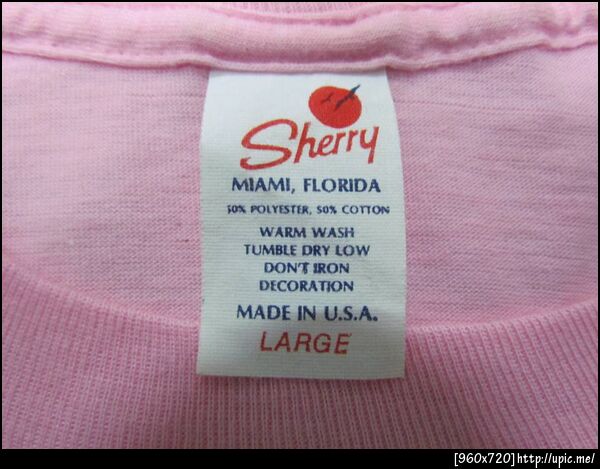 Sherry
MIAMI, FLORIDA
50% POLYESTER, 50% COTTON
WARM WASH
TUMBLE DRY LOW
DON'T IRON
DECORATION
MADE IN U.S.A.
LARGE
[960x720]http://upic.me/